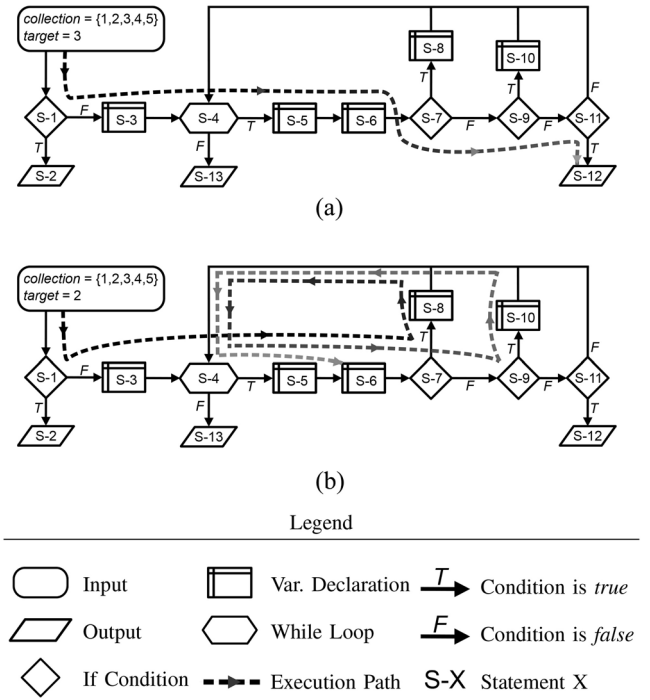 collection = {1,2,3,4,5}
target = 3
S-8
S-10
T
T
F
S-1
F
S-3
S-4
T
S-5
S-6
S-7
F
S-9
F
S-11
T
F
T
S-2
S-13
S-12
(a)
collection = {1,2,3,4,5}
target = 2
S-8
S-10
T
T
F
S-1
F
S-3
S-4
T
S-5
S-6
S-7
F
S-9
F
S-11
T
F
T
S-2
S-13
S-12
(b)
Legend
Input
Var. Declaration
T
Condition is true
Output
While Loop
F
Condition is false
If Condition
Execution Path
S-X
Statement X